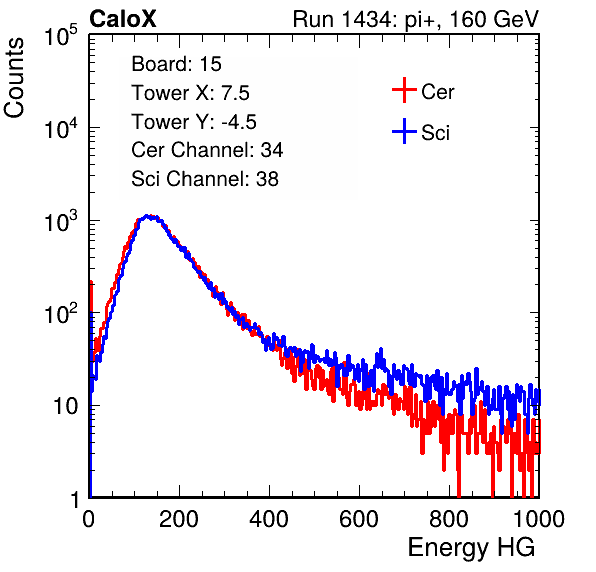 CaloX Run 1434: pi+, 160 GeV
Counts
Board: 15
Tower X: 7.5
Tower Y: -4.5
Cer Channel: 34
Sci Channel: 38
Cer
Sci
10^5
10^4
10^3
10^2
10
1
0 200 400 600 800 1000
Energy HG